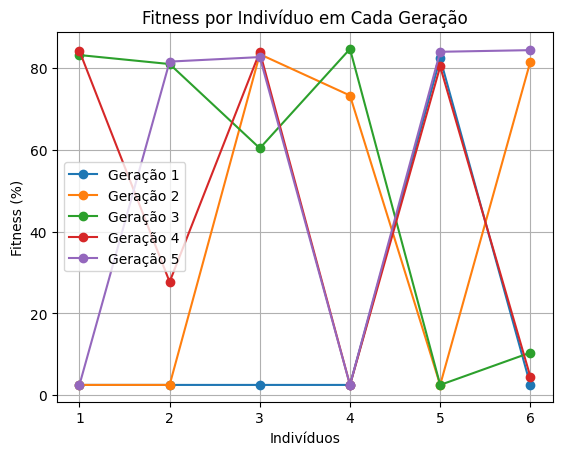 Fitness por Indivíduo em Cada Geração
80
60
40
20
0
Fitness (%)
Geração 1
Geração 2
Geração 3
Geração 4
Geração 5
1 2 3 4 5 6
Indivíduos